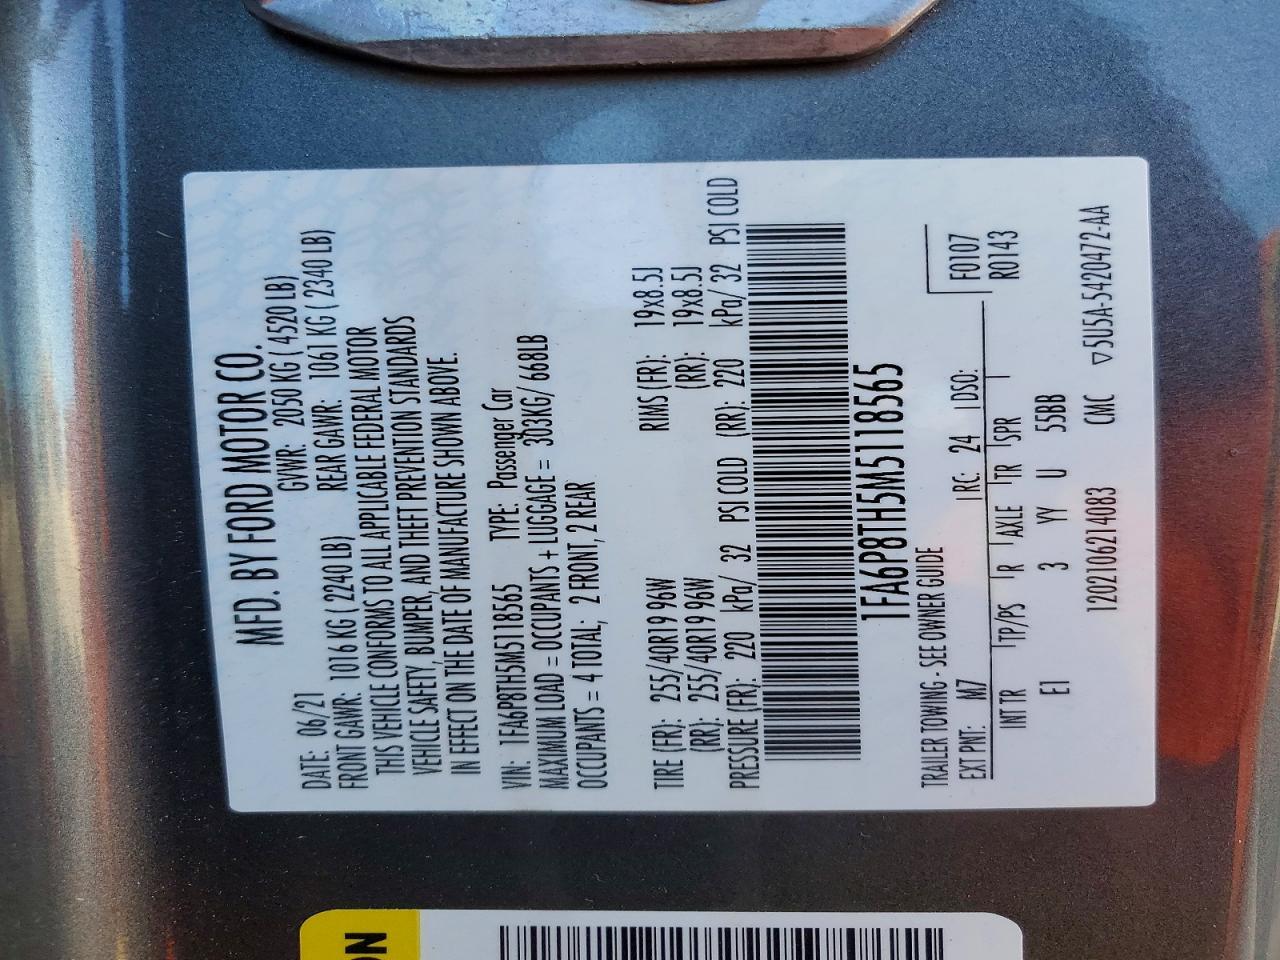 MFD. BY FORD MOTOR CO.
DATE: 06/21 GVWR: 2050 KG ( 4520 LB)
FRONT GAWR: 1016 KG ( 2240 LB) REAR GAWR: 1061 KG ( 2340 LB)
THIS VEHICLE CONFORMS TO ALL APPLICABLE FEDERAL MOTOR
VEHICLE SAFETY, BUMPER, AND THEFT PREVENTION STANDARDS
IN EFFECT ON THE DATE OF MANUFACTURE SHOWN ABOVE.
VIN: 1FA6P8TH5M5118565 TYPE: Passenger Car
MAXIMUM LOAD = OCCUPANTS + LUGGAGE = 303KG/ 668LB
OCCUPANTS = 4 TOTAL; 2 FRONT, 2 REAR
TIRE (FR): 255/40R19 96W RIMS (FR): 19x8.5J
(RR): 255/40R19 96W (RR): 19x8.5J
PRESSURE (FR): 220 kPa/ 32 PSI COLD (RR): 220 kPa/ 32 PSI COLD
1FA6P8TH5M5118565
TRAILER TOWING - SEE OWNER GUIDE
EXT PNT: M7 RC: 24 DSO: F0107
R0143
INT TR TP/PS R AXLE TR SPR
E1 3 YY U 55BB
120210621408​3 CMC ▽5U5A-5420472-AA
ON